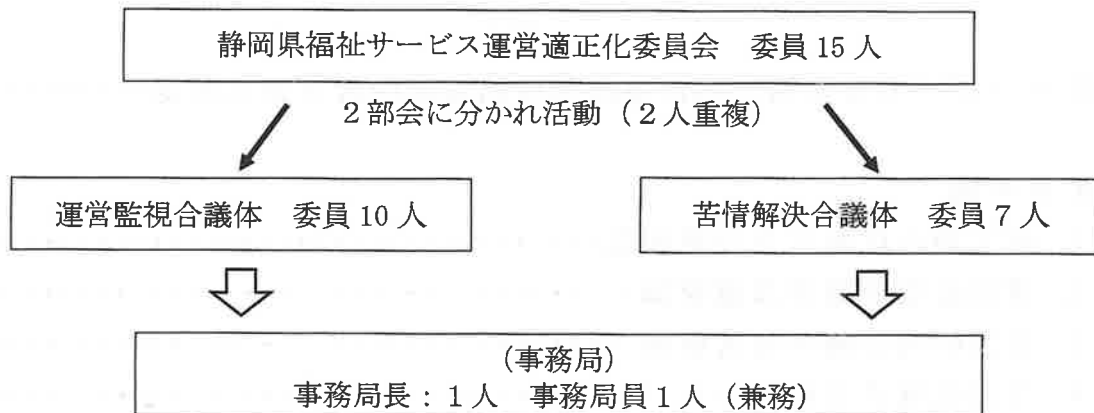 静岡県福祉サービス運営適正化委員会　委員15人
２部会に分かれ活動（２人重複）
運営監視合議体　委員10人
苦情解決合議体　委員７人
(事務局)
事務局長：１人　事務局員１人（兼務）